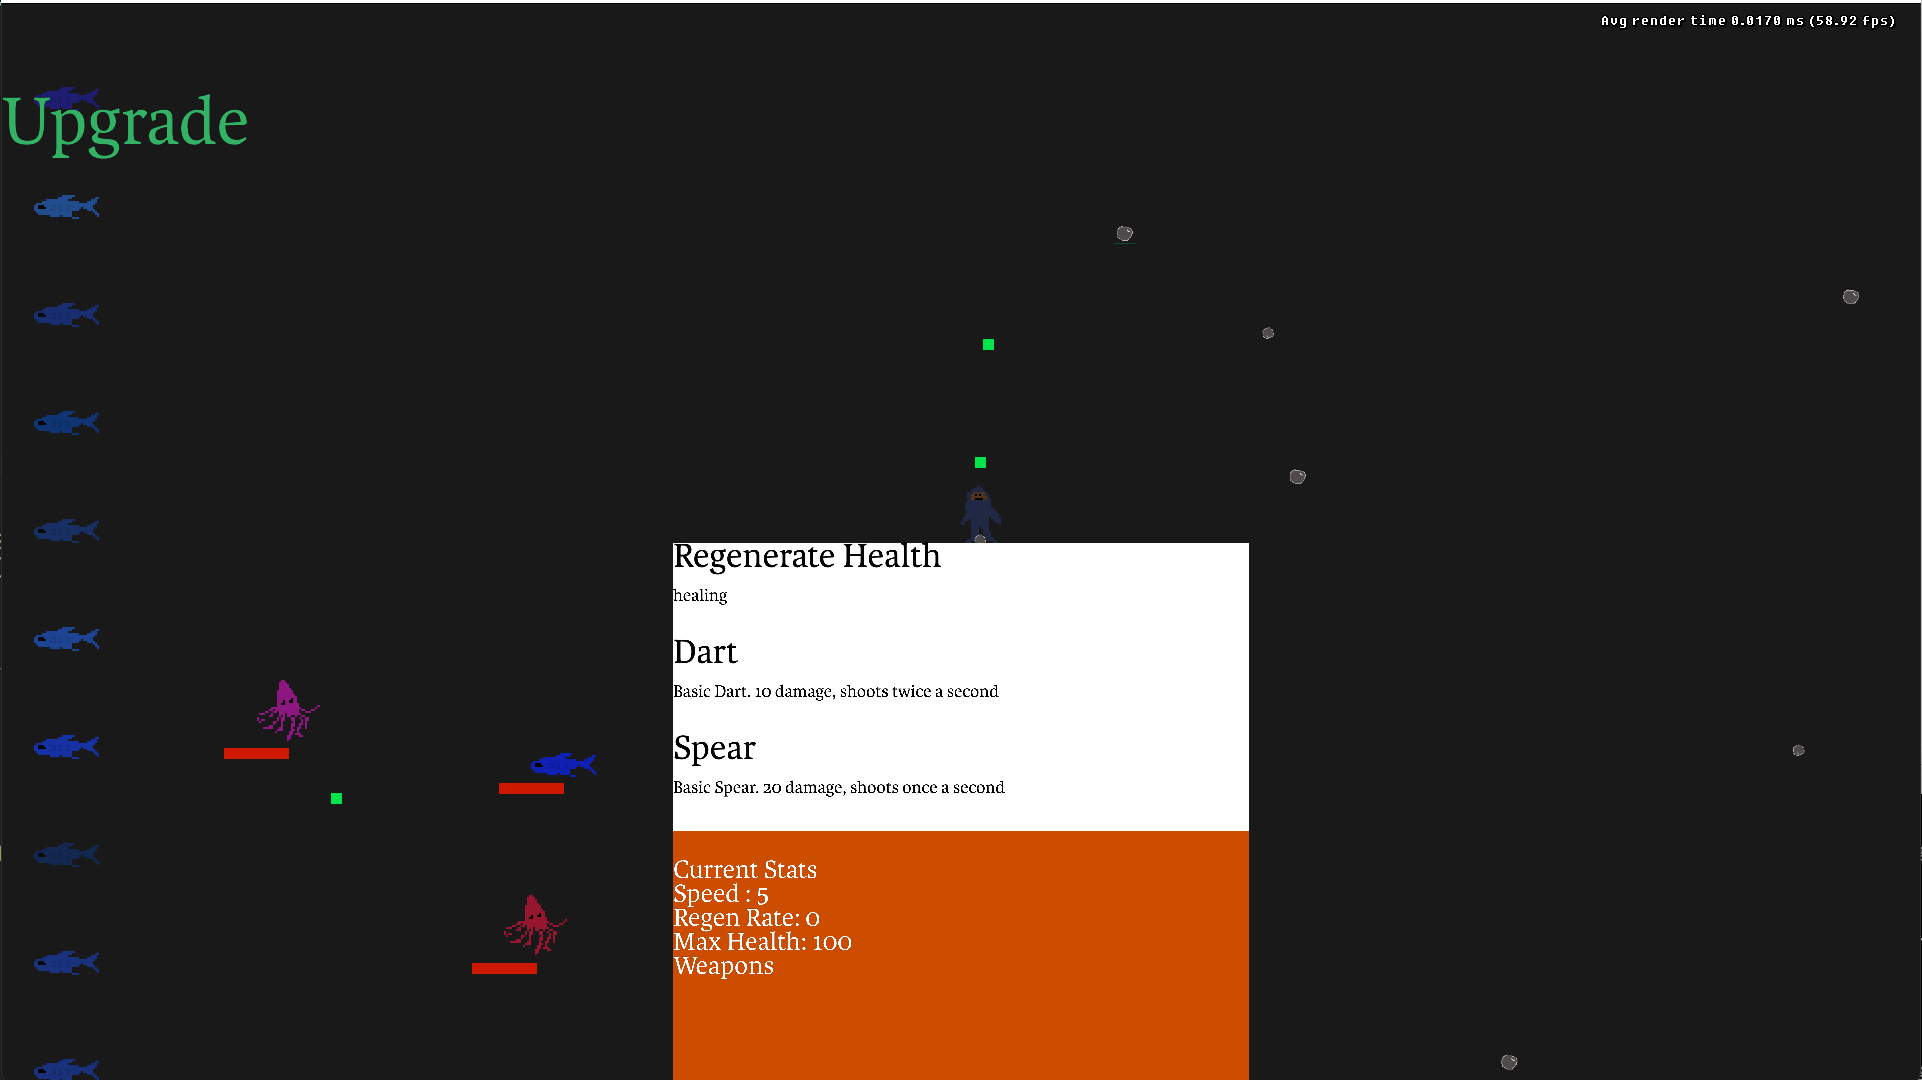 Avg render time 0.0170 ms (58.92 fps)
Upgrade
Regenerate Health
healing
Dart
Basic Dart. 10 damage, shoots twice a second
Spear
Basic Spear. 20 damage, shoots once a second
Current Stats
Speed : 5
Regen Rate: 0
Max Health: 100
Weapons